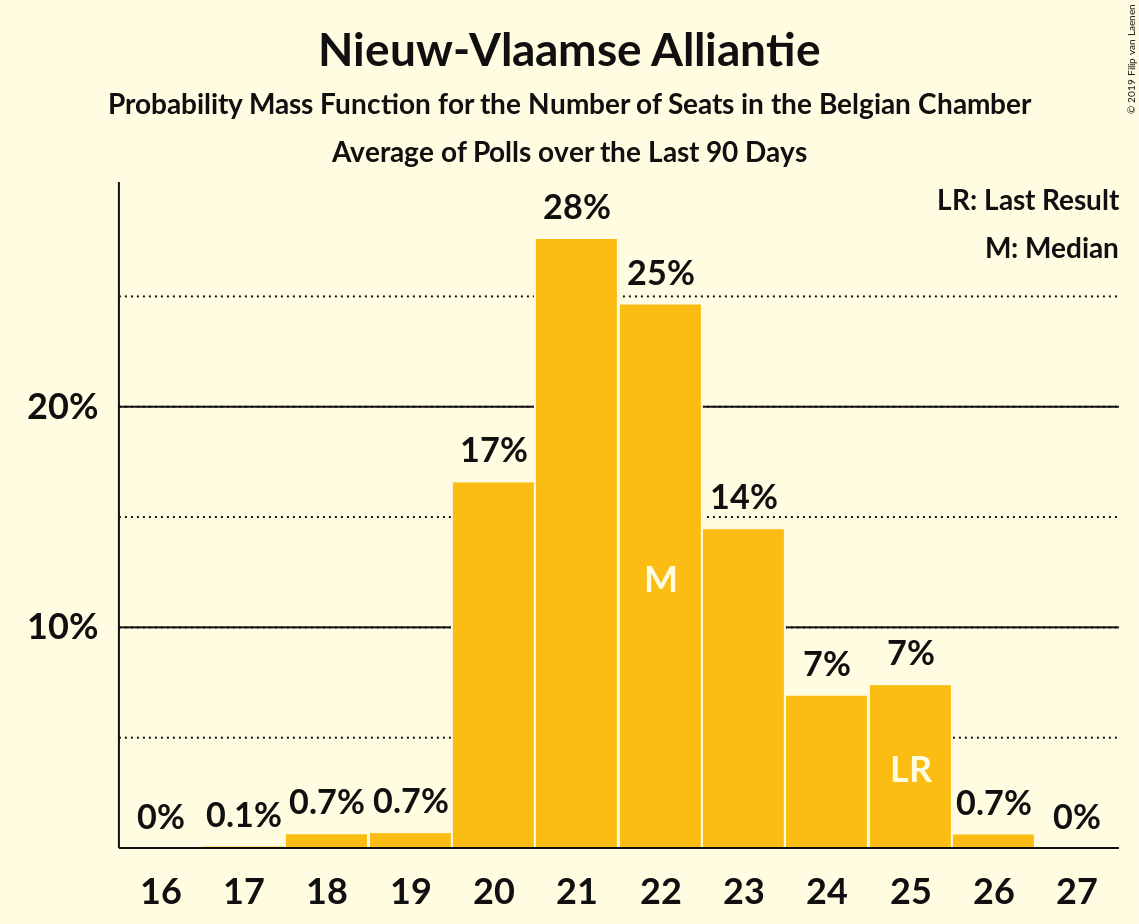 Nieuw-Vlaamse Alliantie
Probability Mass Function for the Number of Seats in the Belgian Chamber
Average of Polls over the Last 90 Days
© 2019 Filip van Laenen
LR: Last Result
M: Median
28%
25%
20%
17%
14%
M
10%
7%
7%
LR
0%
0.1%
0.7%
0.7%
0.7%
0%
16 17 18 19 20 21 22 23 24 25 26 27